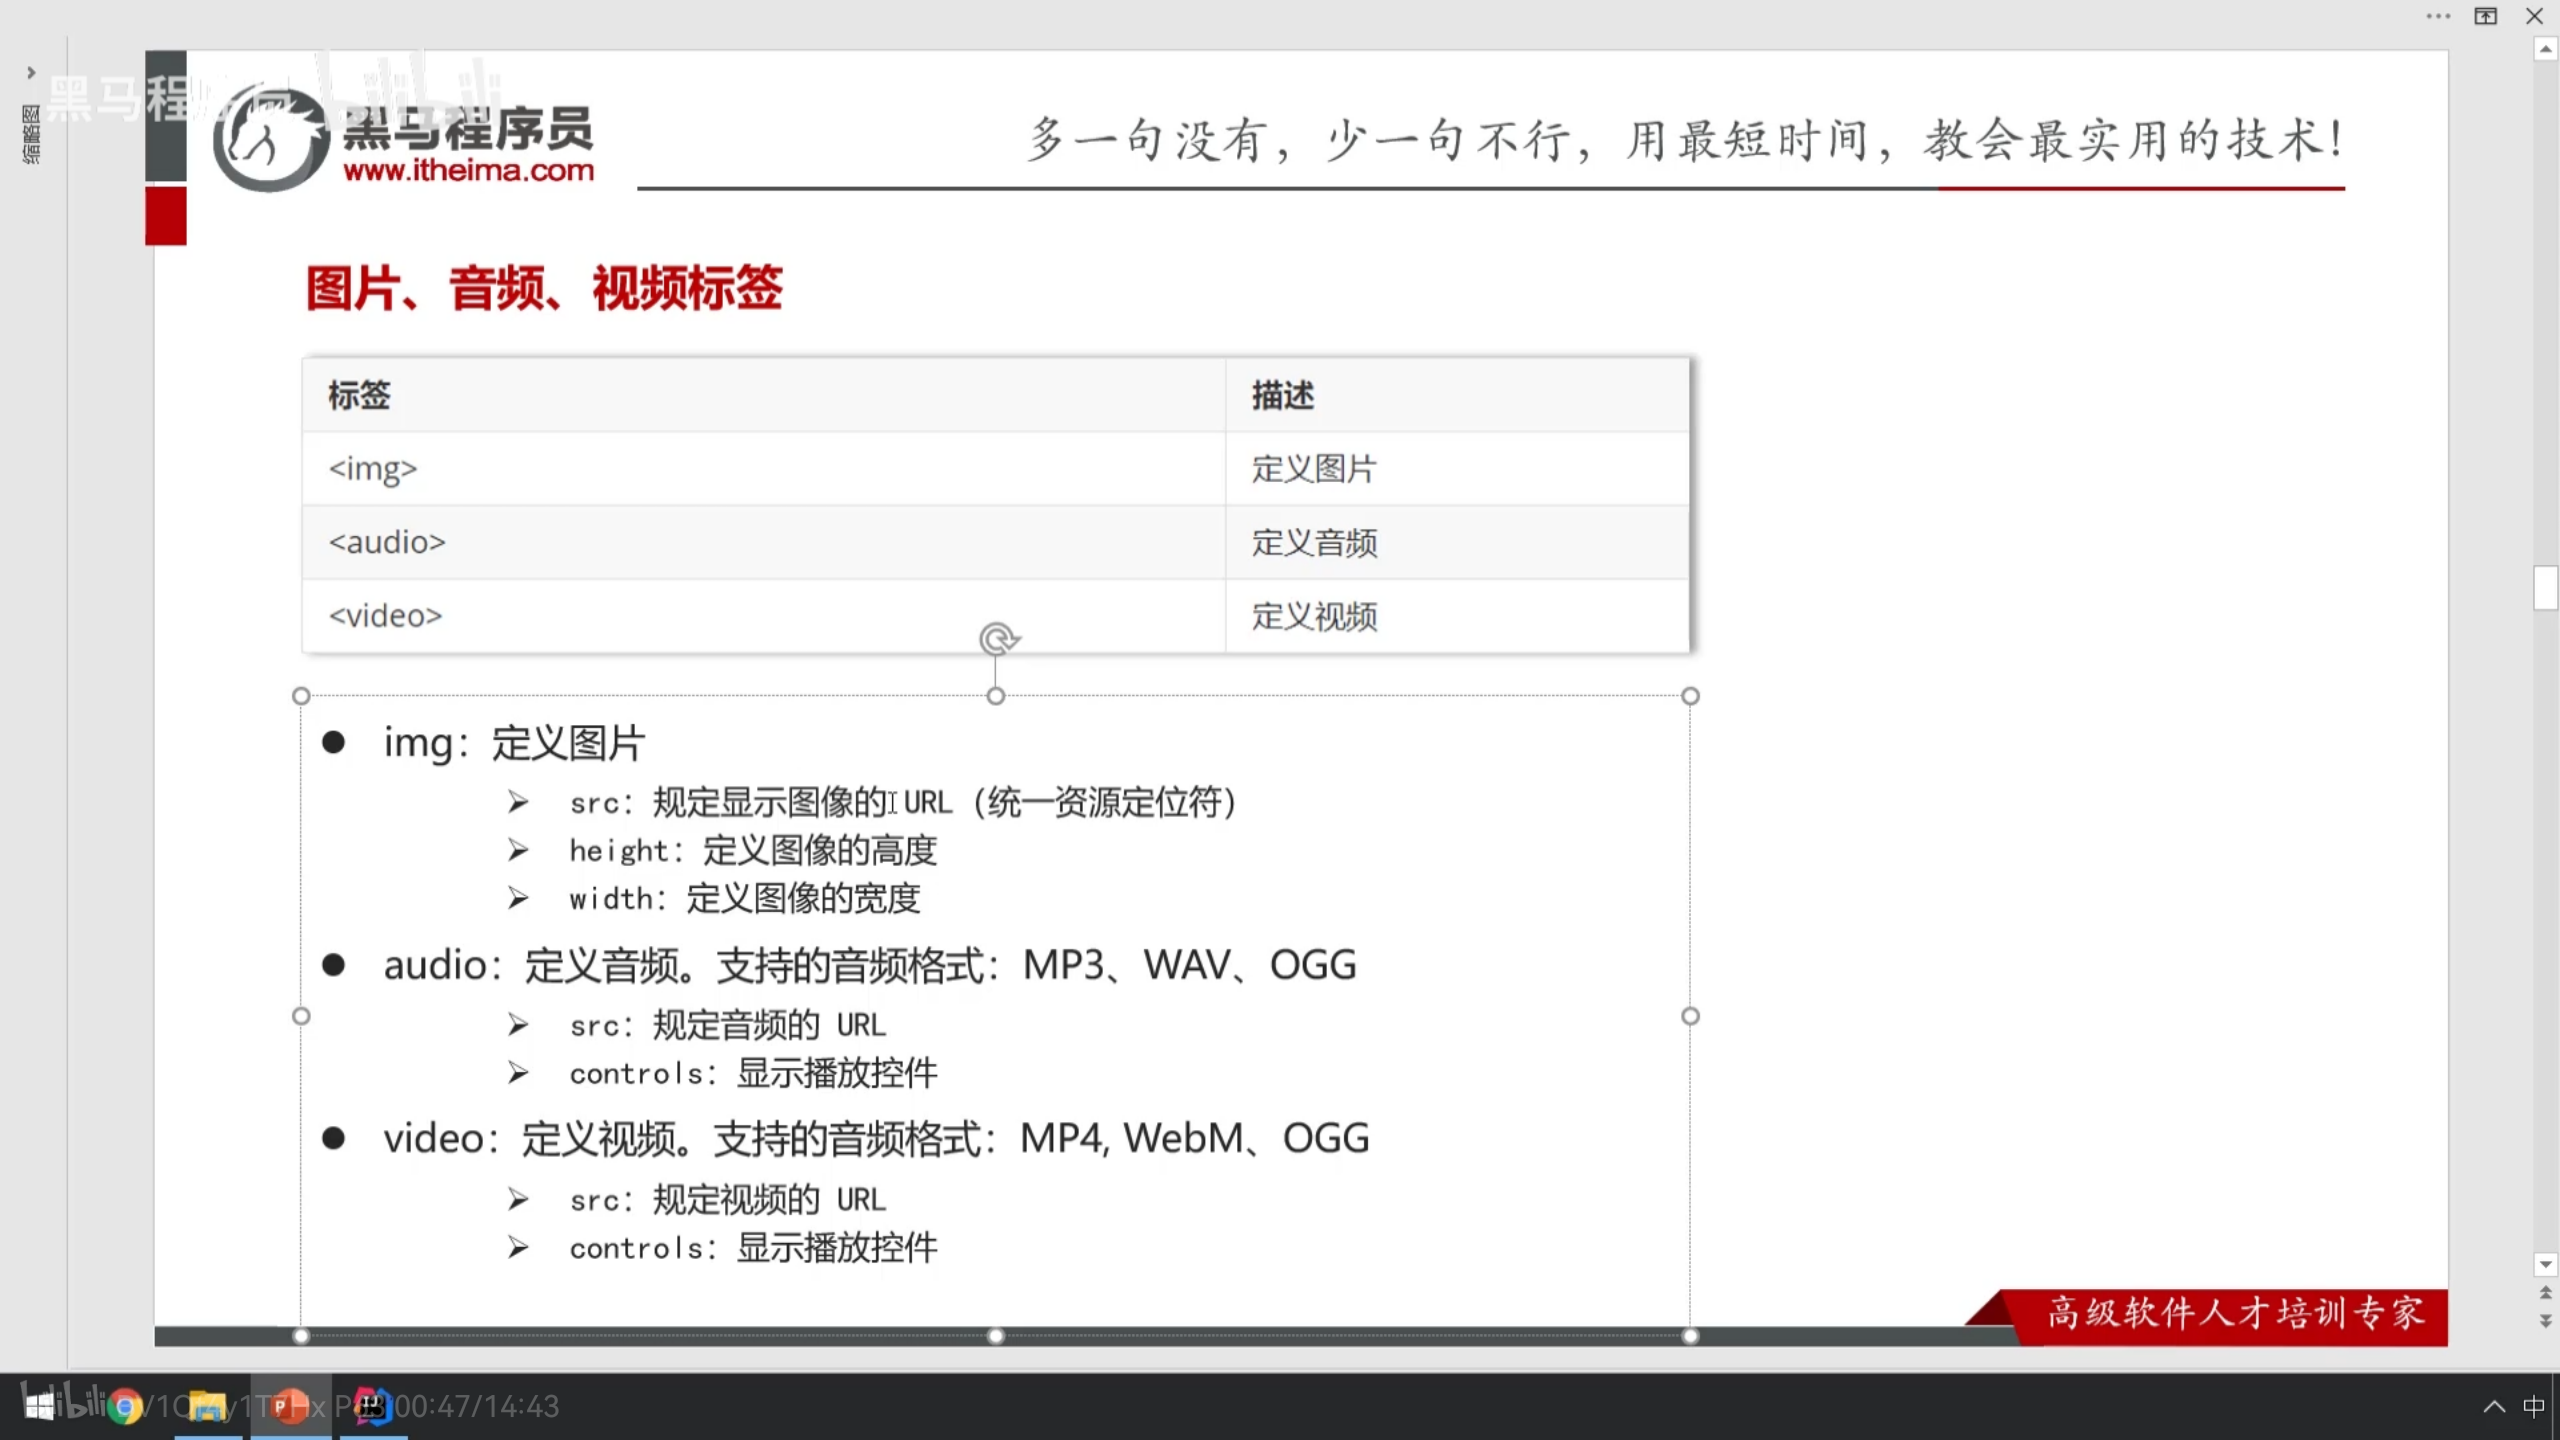 缩略图
黑马程序员 bilibili
黑马程序员
www.itheima.com
多一句没有，少一句不行，用最短时间，教会最实用的技术！
图片、音频、视频标签
标签 描述
<img> 定义图片
<audio> 定义音频
<video> 定义视频
● img：定义图片
➢ src：规定显示图像的 URL（统一资源定位符）
➢ height：定义图像的高度
➢ width：定义图像的宽度
● audio：定义音频。支持的音频格式：MP3、WAV、OGG
➢ src：规定音频的 URL
➢ controls：显示播放控件
● video：定义视频。支持的音频格式：MP4, WebM、OGG
➢ src：规定视频的 URL
➢ controls：显示播放控件
高级软件人才培训专家
bilibili 00:47/14:43
中